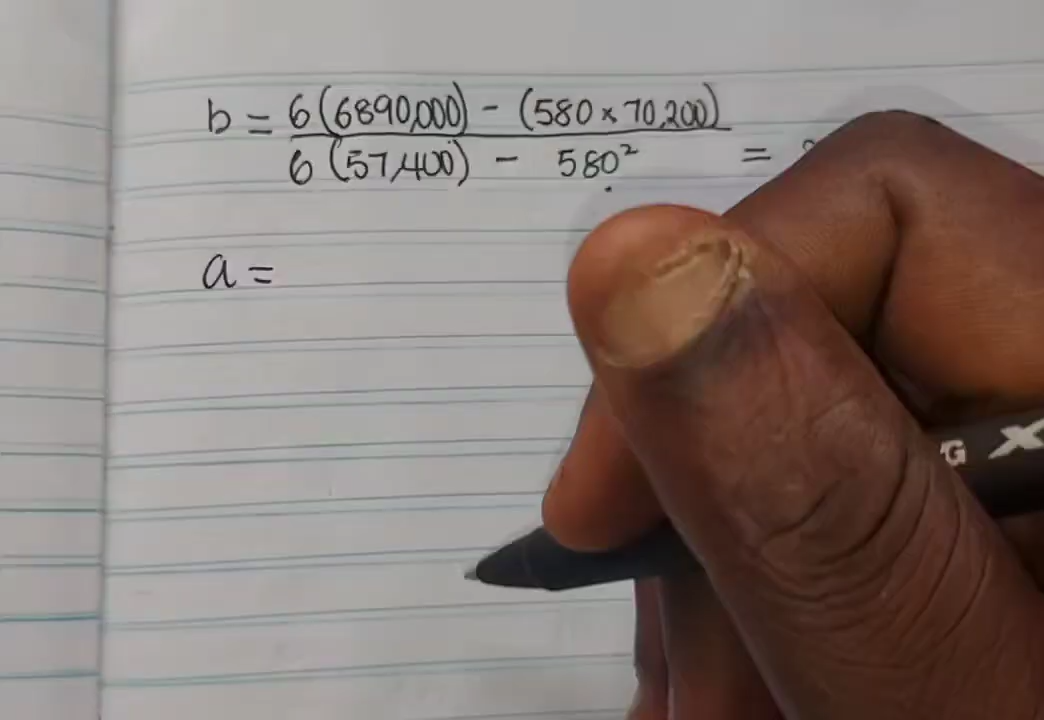 b = 6(6890,000) - (580 x 70,200)
6(57,400) - 580² =
a =
G X